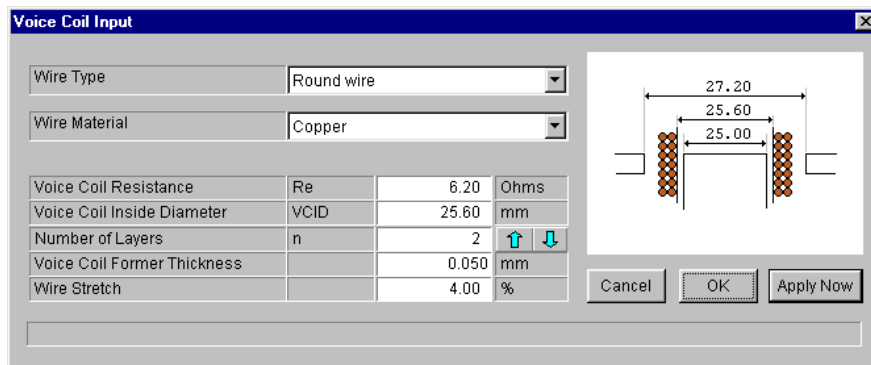 Voice Coil Input
Wire Type Round wire
Wire Material Copper
Voice Coil Resistance Re 6.20 Ohms
Voice Coil Inside Diameter VCID 25.60 mm
Number of Layers n 2
Voice Coil Former Thickness 0.050 mm
Wire Stretch 4.00 %
27.20
25.60
25.00
Cancel OK Apply Now